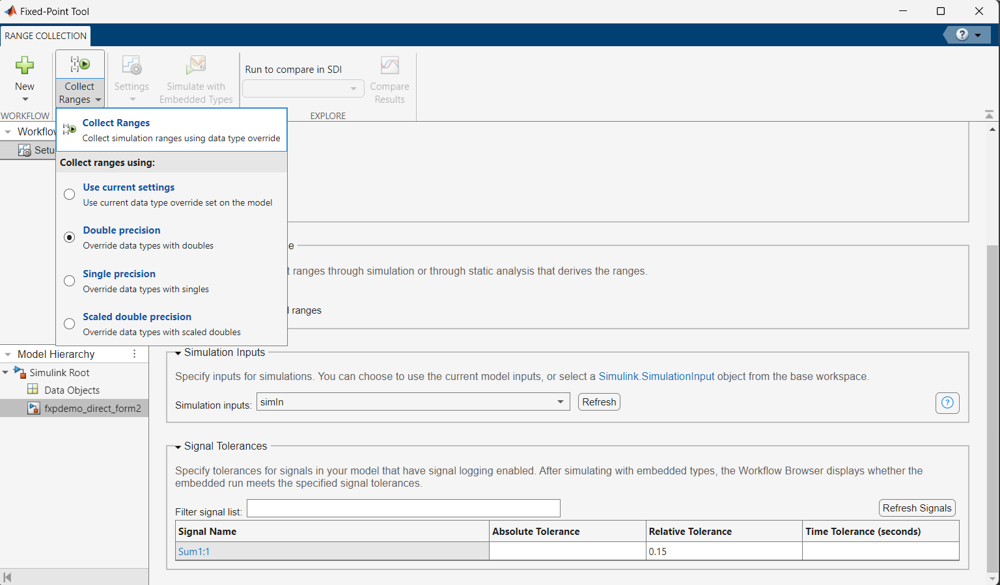 Fixed-Point Tool
RANGE COLLECTION
?
New
Collect
Ranges
Settings
Simulate with
Embedded Types
Run to compare in SDI
Compare
Results
WORKFLOW
EXPLORE
Collect Ranges
Collect simulation ranges using data type override
Collect ranges using:
Use current settings
Use current data type override set on the model
Double precision
Override data types with doubles
Single precision
Override data types with singles
Scaled double precision
Override data types with scaled doubles
ranges through simulation or through static analysis that derives the ranges.
ranges
Model Hierarchy
Simulink Root
Data Objects
fxpdemo_direct_form2
Simulation Inputs
Specify inputs for simulations. You can choose to use the current model inputs, or select a Simulink.SimulationInput object from the base workspace.
Simulation inputs: simIn Refresh
?
Signal Tolerances
Specify tolerances for signals in your model that have signal logging enabled. After simulating with embedded types, the Workflow Browser displays whether the
embedded run meets the specified signal tolerances.
Filter signal list: Refresh Signals
Signal Name Absolute Tolerance Relative Tolerance Time Tolerance (seconds)
Sum1:1 0.15